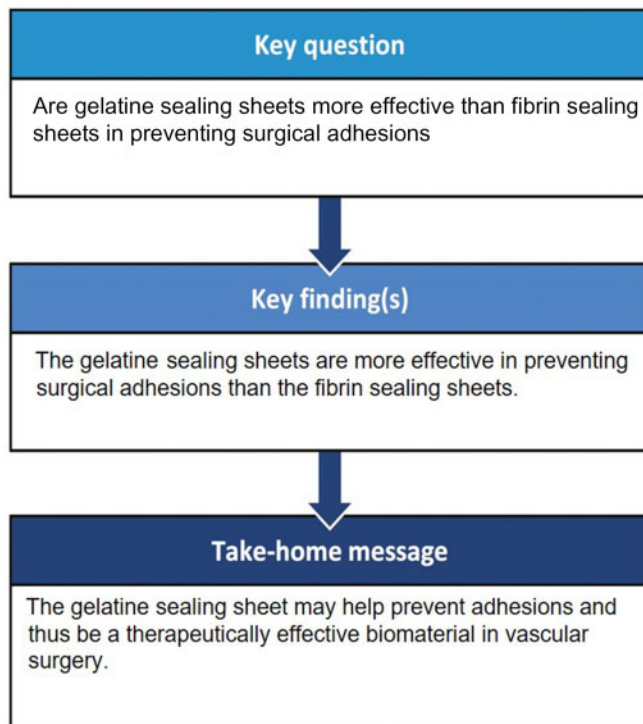 Key question
Are gelatine sealing sheets more effective than fibrin sealing
sheets in preventing surgical adhesions
Key finding(s)
The gelatine sealing sheets are more effective in preventing
surgical adhesions than the fibrin sealing sheets.
Take-home message
The gelatine sealing sheet may help prevent adhesions and
thus be a therapeutically effective biomaterial in vascular
surgery.